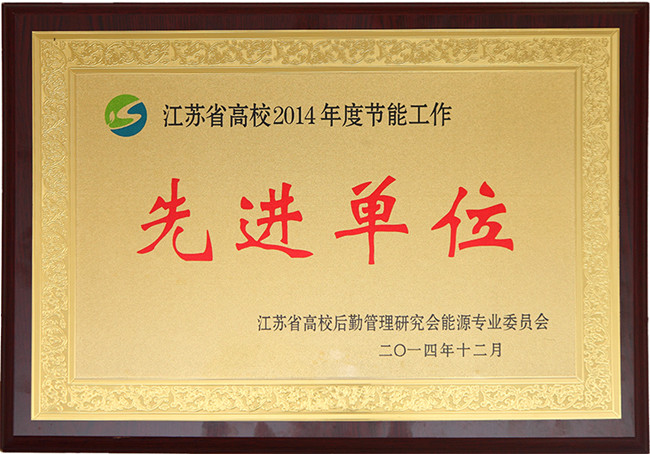 江苏省高校2014年度节能工作
先进单位
江苏省高校后勤管理研究会能源专业委员会
二〇一四年十二月